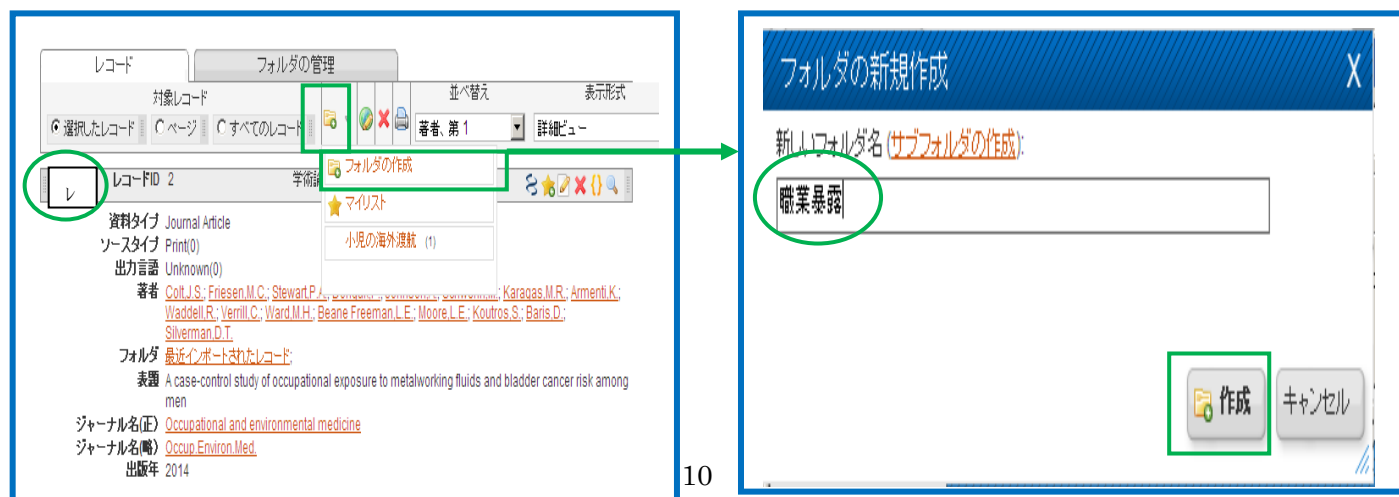 レコード フォルダの管理
対象レコード 並べ替え 表示形式
選択したレコード ページ すべてのレコード 著者、第 1 詳細ビュー
フォルダの作成
マイリスト
小児の海外渡航 (1)
レ レコードID 2
資料タイプ Journal Article
ソースタイプ Print(0)
出力言語 Unknown(0)
著者 Colt,J.S.; Friesen,M.C.; Stewart,P.A. Karagas,M.R.; Armenti,K.;
Waddell,R.; Verrill,C.; Ward,M.H.; Beane Freeman,L.E.; Moore,L.E.; Koutros,S.; Baris,D.;
Silverman,D.T.
フォルダ 最近インポートされたレコード;
表題 A case-control study of occupational exposure to metalworking fluids and bladder cancer risk among
men
ジャーナル名(正) Occupational and environmental medicine
ジャーナル名(略) Occup.Environ.Med.
出版年 2014
10
フォルダの新規作成 X
新しいフォルダ名 (サブフォルダの作成):
職業暴露
作成 キャンセル